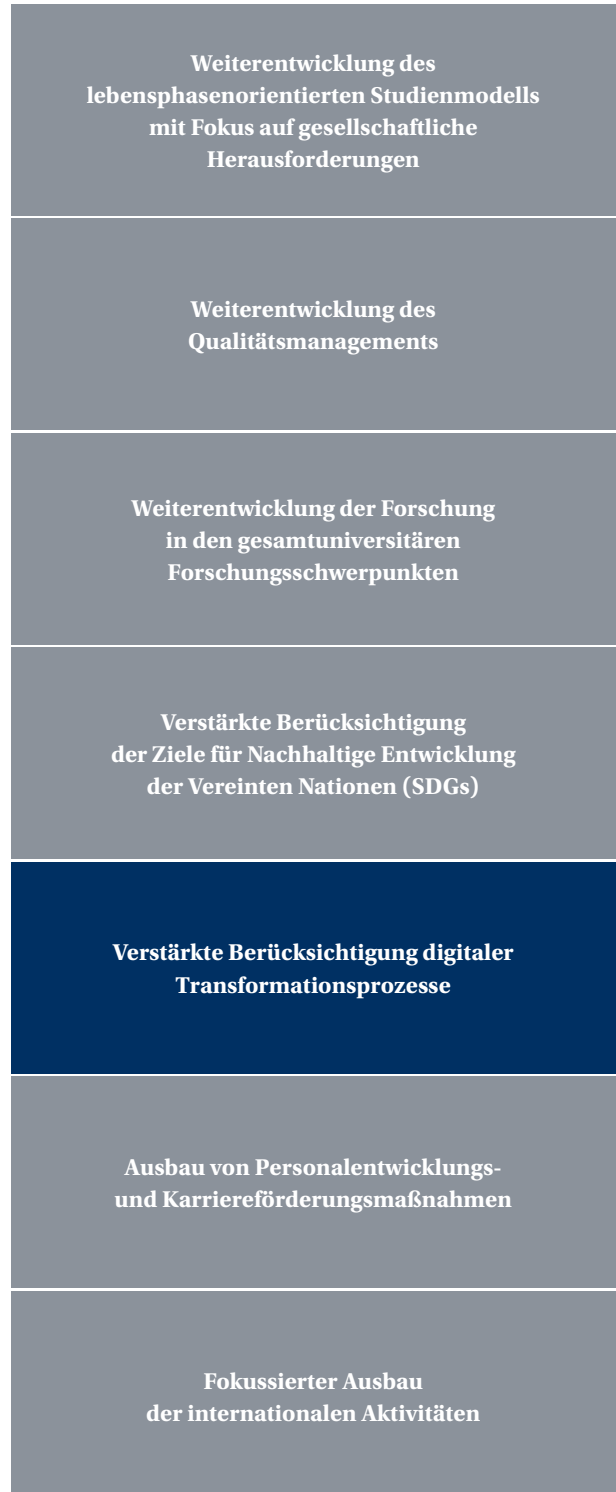 Weiterentwicklung des
lebensphasenorientierten Studienmodells
mit Fokus auf gesellschaftliche
Herausforderungen
Weiterentwicklung des
Qualitätsmanagements
Weiterentwicklung der Forschung
in den gesamtuniversitären
Forschungsschwerpunkten
Verstärkte Berücksichtigung
der Ziele für Nachhaltige Entwicklung
der Vereinten Nationen (SDGs)
Verstärkte Berücksichtigung digitaler
Transformationsprozesse
Ausbau von Personalentwicklungs-
und Karriereförderungsmaßnahmen
Fokussierter Ausbau
der internationalen Aktivitäten